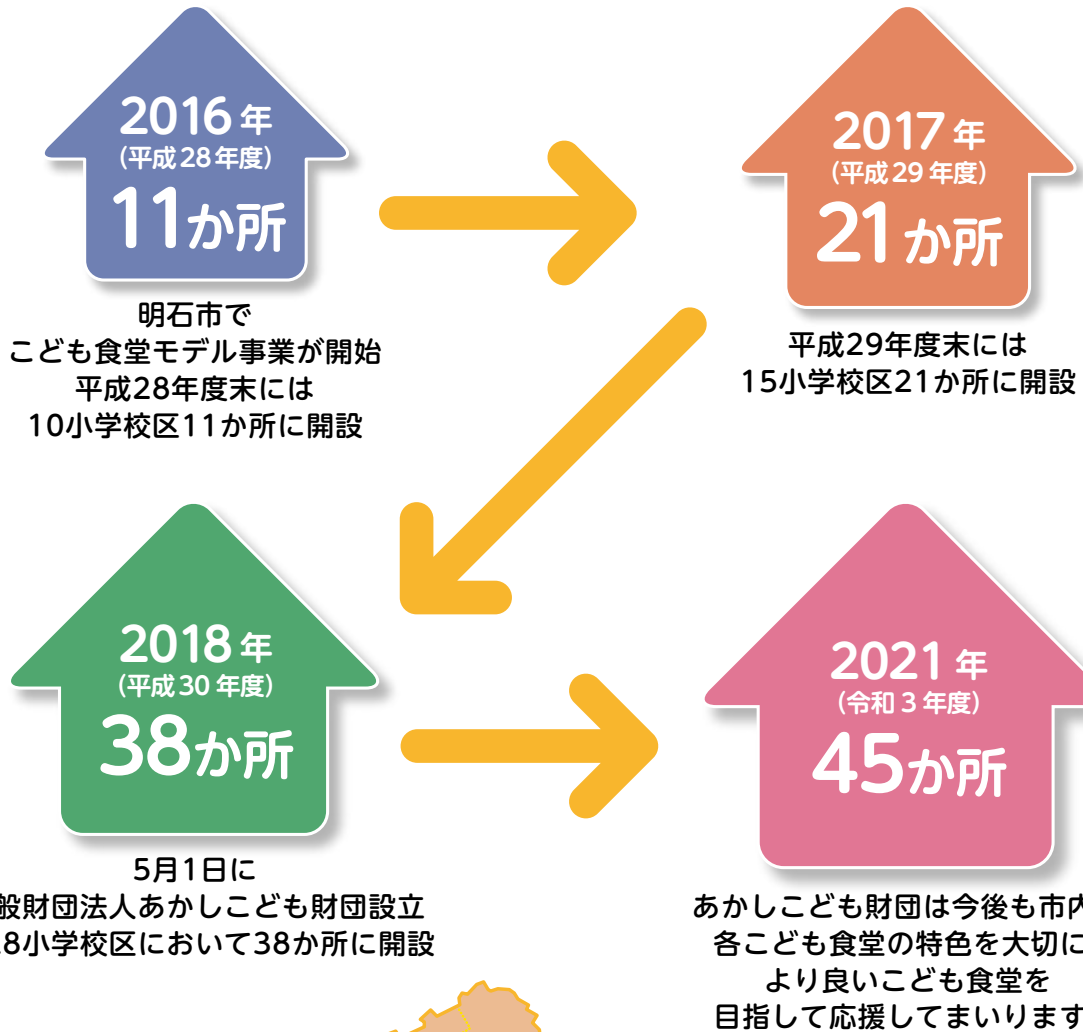 2016年
(平成28年度)
11か所
明石市で
こども食堂モデル事業が開始
平成28年度末には
10小学校区11か所に開設
2017年
(平成29年度)
21か所
平成29年度末には
15小学校区21か所に開設
2018年
(平成30年度)
38か所
5月1日に
般財団法人あかしこども財団設立
8小学校区において38か所に開設
2021年
(令和3年度)
45か所
あかしこども財団は今後も市内
各こども食堂の特色を大切に
より良いこども食堂を
目指して応援してまいります